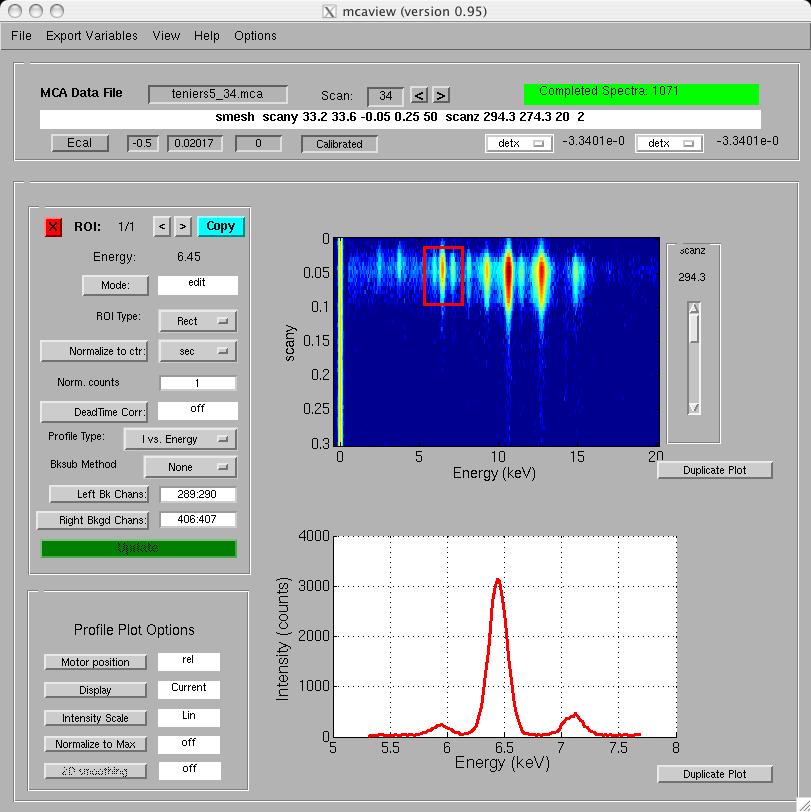 mcaview (version 0.95)
File Export Variables View Help Options
MCA Data File teniers5_34.mca Scan: 34 < > Completed Spectra: 1071
smesh scany 33.2 33.6 -0.05 0.25 50 scanz 294.3 274.3 20 2
Ecal -0.5 0.02017 0 Calibrated detx -3.3401e-0 detx -3.3401e-0
X ROI: 1/1 < > Copy
Energy: 6.45
Mode: edit
ROI Type: Rect
Normalize to ctr: sec
Norm. counts 1
DeadTime Corr: off
Profile Type: I vs. Energy
Bksub Method None
Left Bk Chans: 289:290
Right Bkgd Chans: 406:407
Update
Profile Plot Options
Motor position rel
Display Current
Intensity Scale Lin
Normalize to Max off
2D smoothing off
0
0.05
0.1
0.15
0.2
0.25
0.3
scany
0 5 10 15 20
Energy (keV)
scanz
294.3
Duplicate Plot
4000
3000
2000
1000
0
Intensity (counts)
5 5.5 6 6.5 7 7.5 8
Energy (keV)
Duplicate Plot